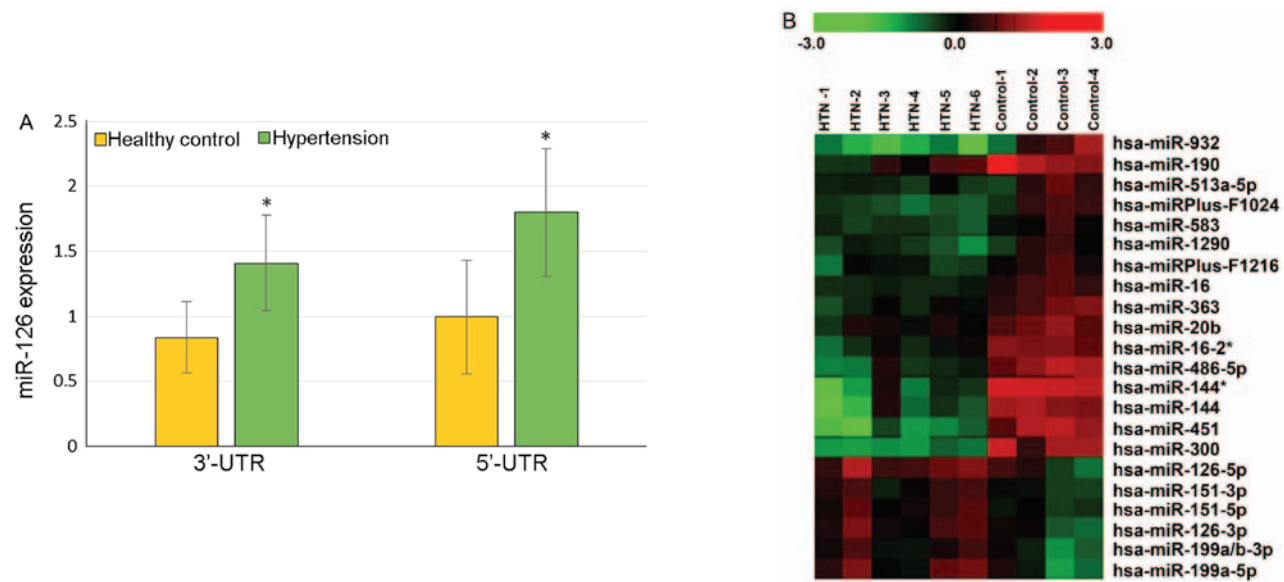 A
2.5
Healthy control Hypertension
*
*
2
1.5
1
0.5
0
miR-126 expression
3'-UTR 5'-UTR
B
-3.0 0.0 3.0
HTN -1 HTN-2 HTN-3 HTN-4 HTN-5 HTN-6 Control-1 Control-2 Control-3 Control-4
hsa-miR-932
hsa-miR-190
hsa-miR-513a-5p
hsa-miRPlus-F1024
hsa-miR-583
hsa-miR-1290
hsa-miRPlus-F1216
hsa-miR-16
hsa-miR-363
hsa-miR-20b
hsa-miR-16-2*
hsa-miR-486-5p
hsa-miR-144*
hsa-miR-144
hsa-miR-451
hsa-miR-300
hsa-miR-126-5p
hsa-miR-151-3p
hsa-miR-151-5p
hsa-miR-126-3p
hsa-miR-199a/b-3p
hsa-miR-199a-5p